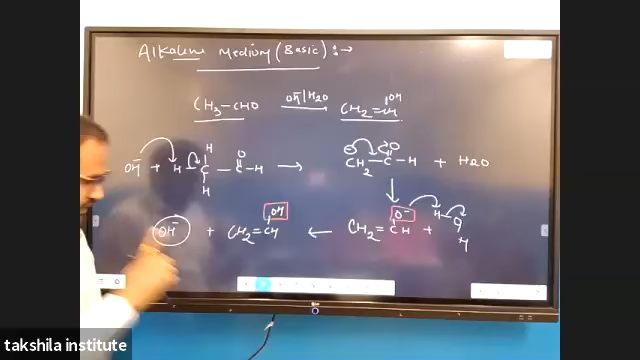 Alkaline Medium (Basic) :→
CH3-CHO OH⁻/H2O CH2=CH OH
OH⁻ + H-C-C-H H H O → CH2-C-H ⊖ O + H2O
OH⁻ + CH2=CH OH ← CH2=CH O⁻ + H-O H
takshila institute